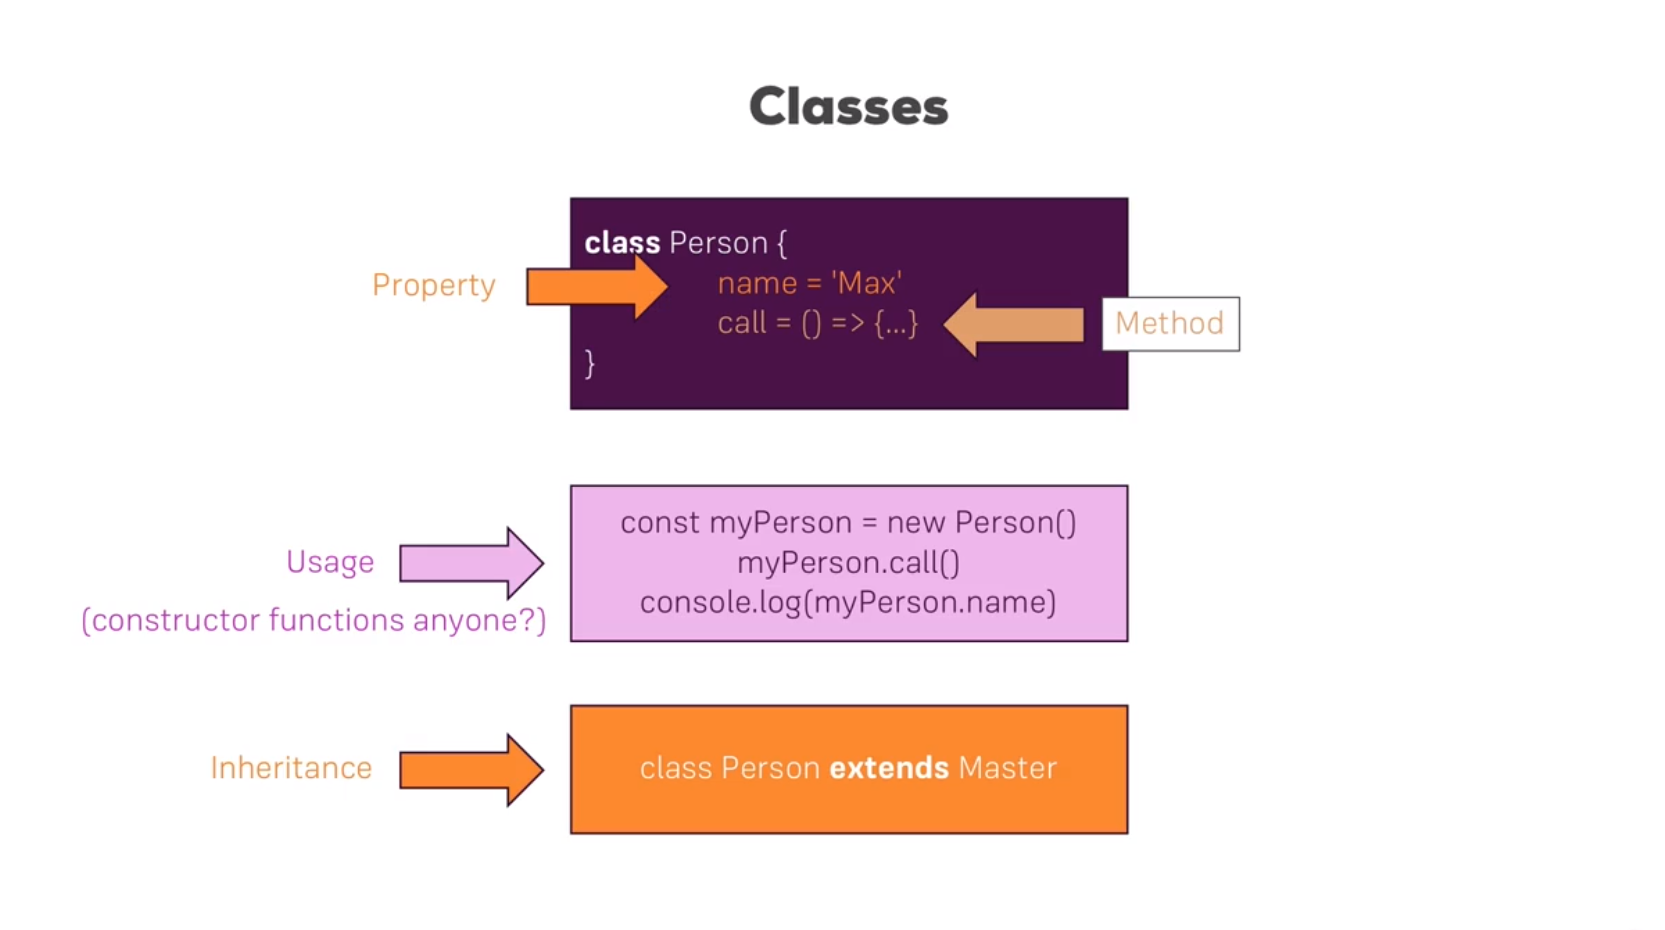 Classes
class Person {
Property
name = 'Max'
call = () => {...}
Method
}
Usage
(constructor functions anyone?)
const myPerson = new Person()
myPerson.call()
console.log(myPerson.name)
Inheritance
class Person extends Master